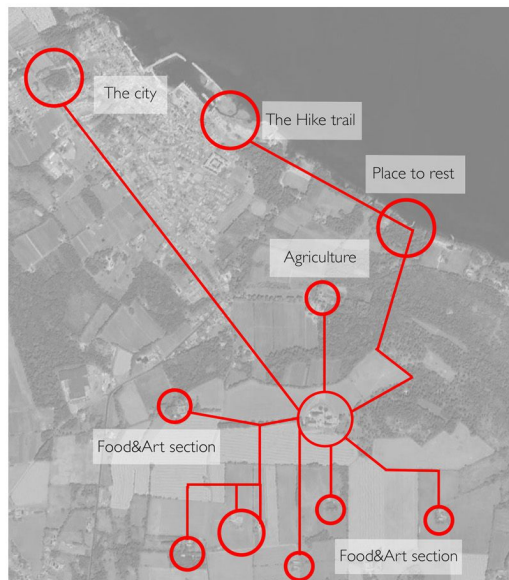 The city
The Hike trail
Place to rest
Agriculture
Food&Art section
Food&Art section